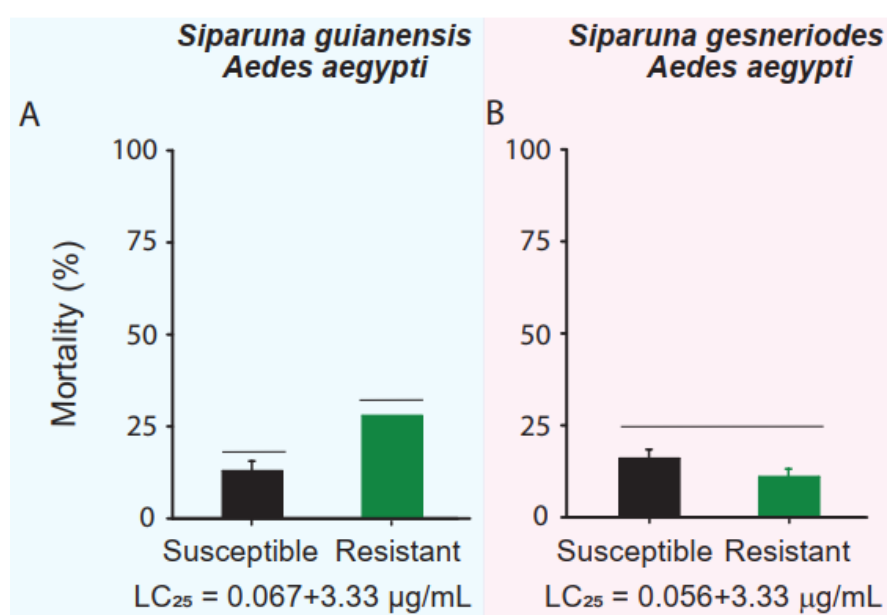 Siparuna guianensis
Aedes aegypti
A
100
75
50
25
0
Mortality (%)
Susceptible Resistant
LC₂₅ = 0.067+3.33 µg/mL
Siparuna gesneriodes
Aedes aegypti
B
100
75
50
25
0
Susceptible Resistant
LC₂₅ = 0.056+3.33 µg/mL